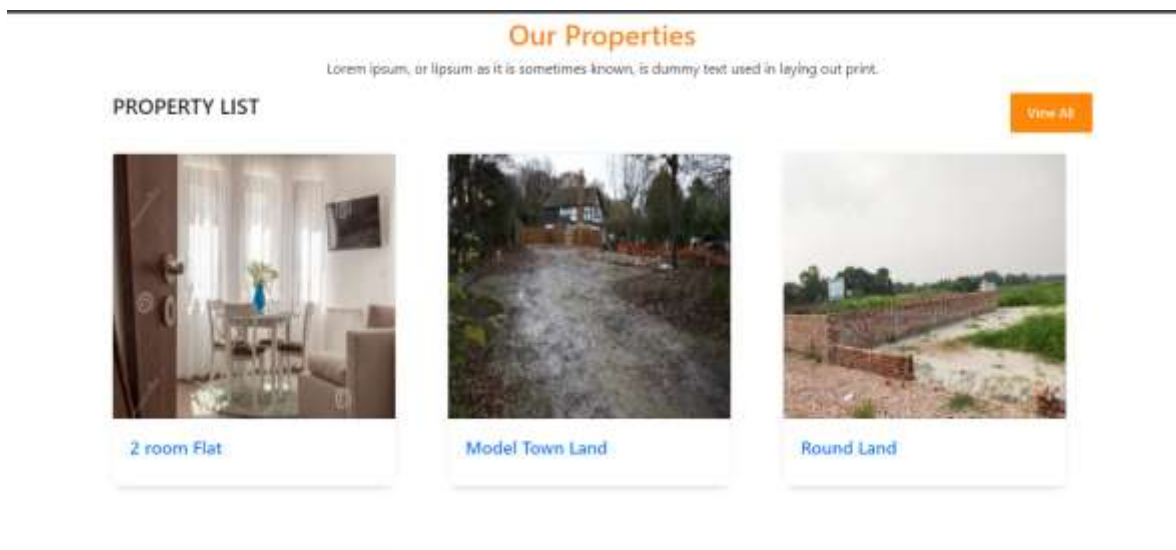 Our Properties
Lorem ipsum, or lipsum as it is sometimes known, is dummy text used in laying out print.
PROPERTY LIST
View All
2 room Flat
Model Town Land
Round Land